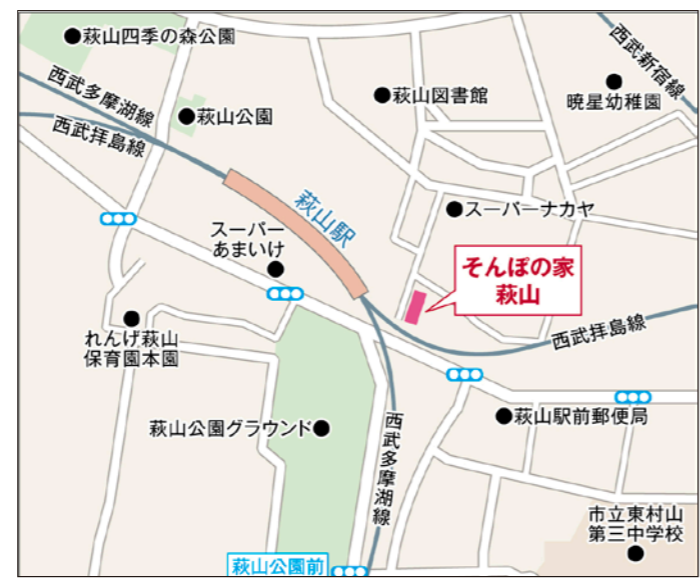 萩山四季の森公園
西武新宿線
西武多摩湖線
萩山図書館
暁星幼稚園
萩山公園
西武拝島線
萩山駅
スーパーナカヤ
スーパー
あまいけ
そんぽの家
萩山
西武拝島線
れんげ萩山
保育園本園
萩山公園グラウンド
西武多摩湖線
萩山駅前郵便局
市立東村山
第三中学校
萩山公園前